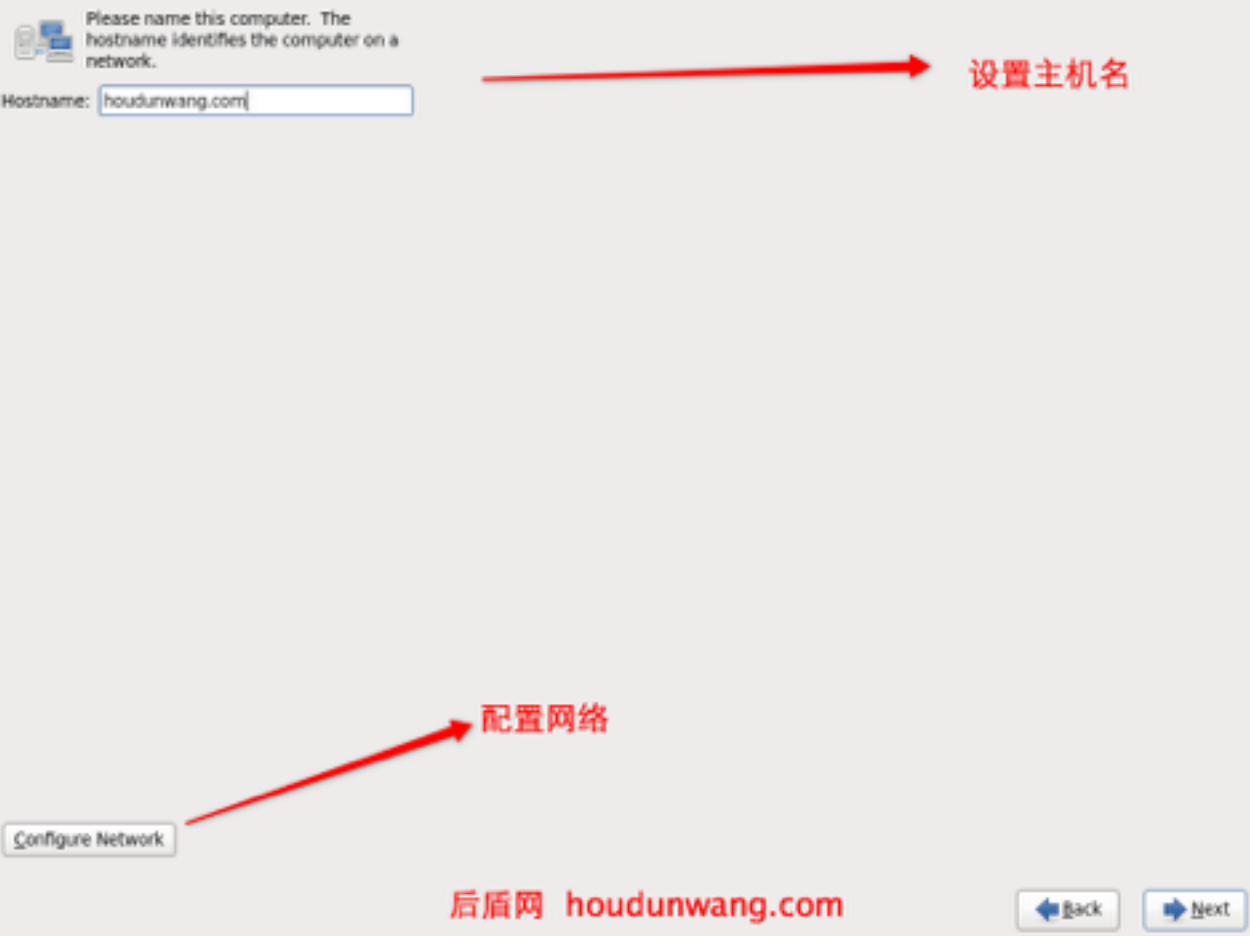 Please name this computer. The
hostname identifies the computer on a
network.
设置主机名
Hostname: houdunwang.com
配置网络
Configure Network
后盾网 houdunwang.com
Back
Next